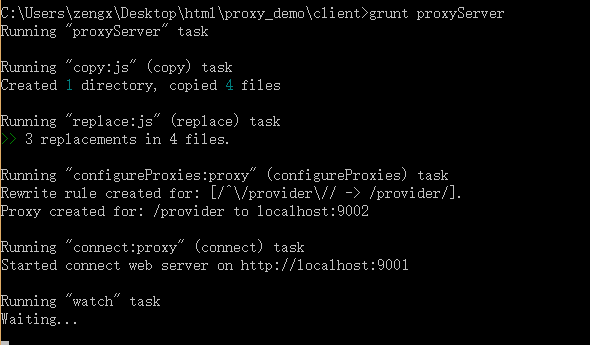 C:\Users\zengx\Desktop\html\proxy_demo\client>grunt proxyServer
Running "proxyServer" task
Running "copy:js" (copy) task
Created 1 directory, copied 4 files
Running "replace:js" (replace) task
>> 3 replacements in 4 files.
Running "configureProxies:proxy" (configureProxies) task
Rewrite rule created for: [/^\/provider\// -> /provider/].
Proxy created for: /provider to localhost:9002
Running "connect:proxy" (connect) task
Started connect web server on http://localhost:9001
Running "watch" task
Waiting...